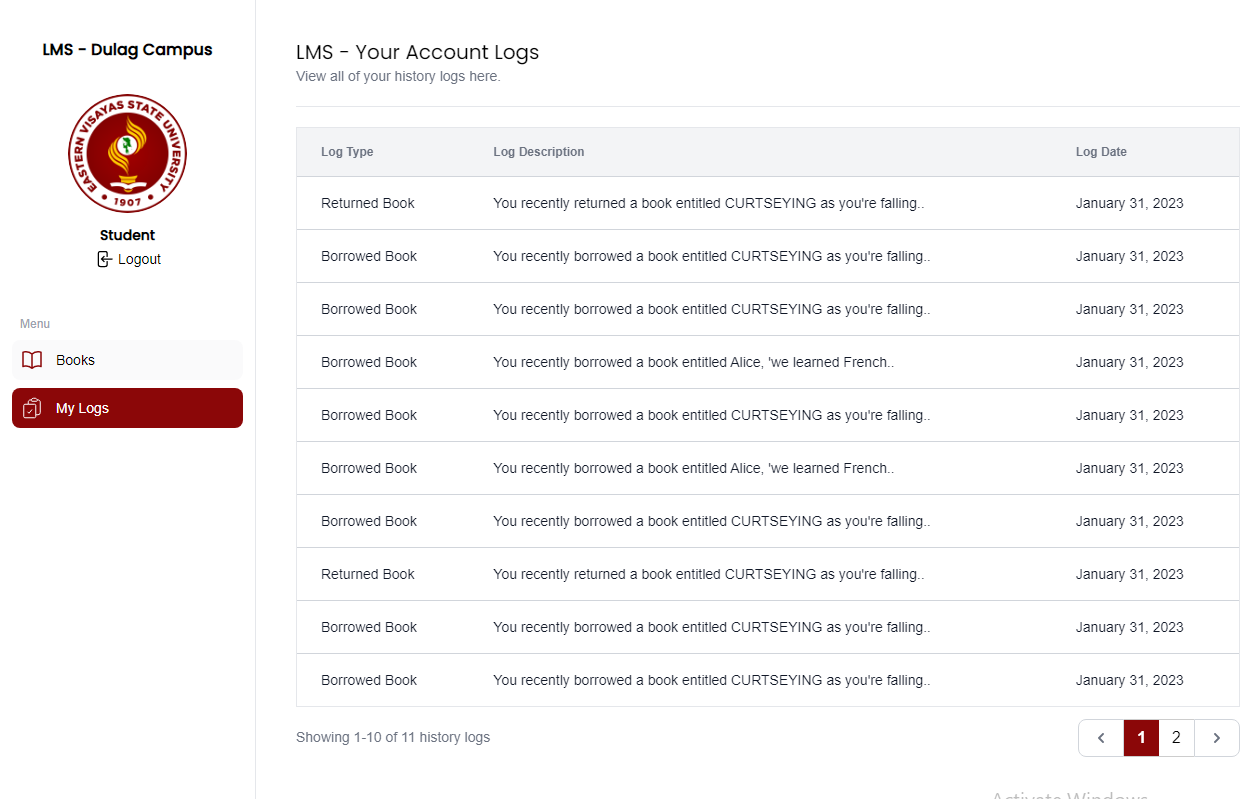 LMS - Dulag Campus
EASTERN VISAYAS STATE UNIVERSITY
1907
Student
Logout
Menu
Books
My Logs
LMS - Your Account Logs
View all of your history logs here.
Log Type Log Description Log Date
Returned Book You recently returned a book entitled CURTSEYING as you're falling.. January 31, 2023
Borrowed Book You recently borrowed a book entitled CURTSEYING as you're falling.. January 31, 2023
Borrowed Book You recently borrowed a book entitled CURTSEYING as you're falling.. January 31, 2023
Borrowed Book You recently borrowed a book entitled Alice, 'we learned French.. January 31, 2023
Borrowed Book You recently borrowed a book entitled CURTSEYING as you're falling.. January 31, 2023
Borrowed Book You recently borrowed a book entitled Alice, 'we learned French.. January 31, 2023
Borrowed Book You recently borrowed a book entitled CURTSEYING as you're falling.. January 31, 2023
Returned Book You recently returned a book entitled CURTSEYING as you're falling.. January 31, 2023
Borrowed Book You recently borrowed a book entitled CURTSEYING as you're falling.. January 31, 2023
Borrowed Book You recently borrowed a book entitled CURTSEYING as you're falling.. January 31, 2023
Showing 1-10 of 11 history logs
1 2
Activate Windows